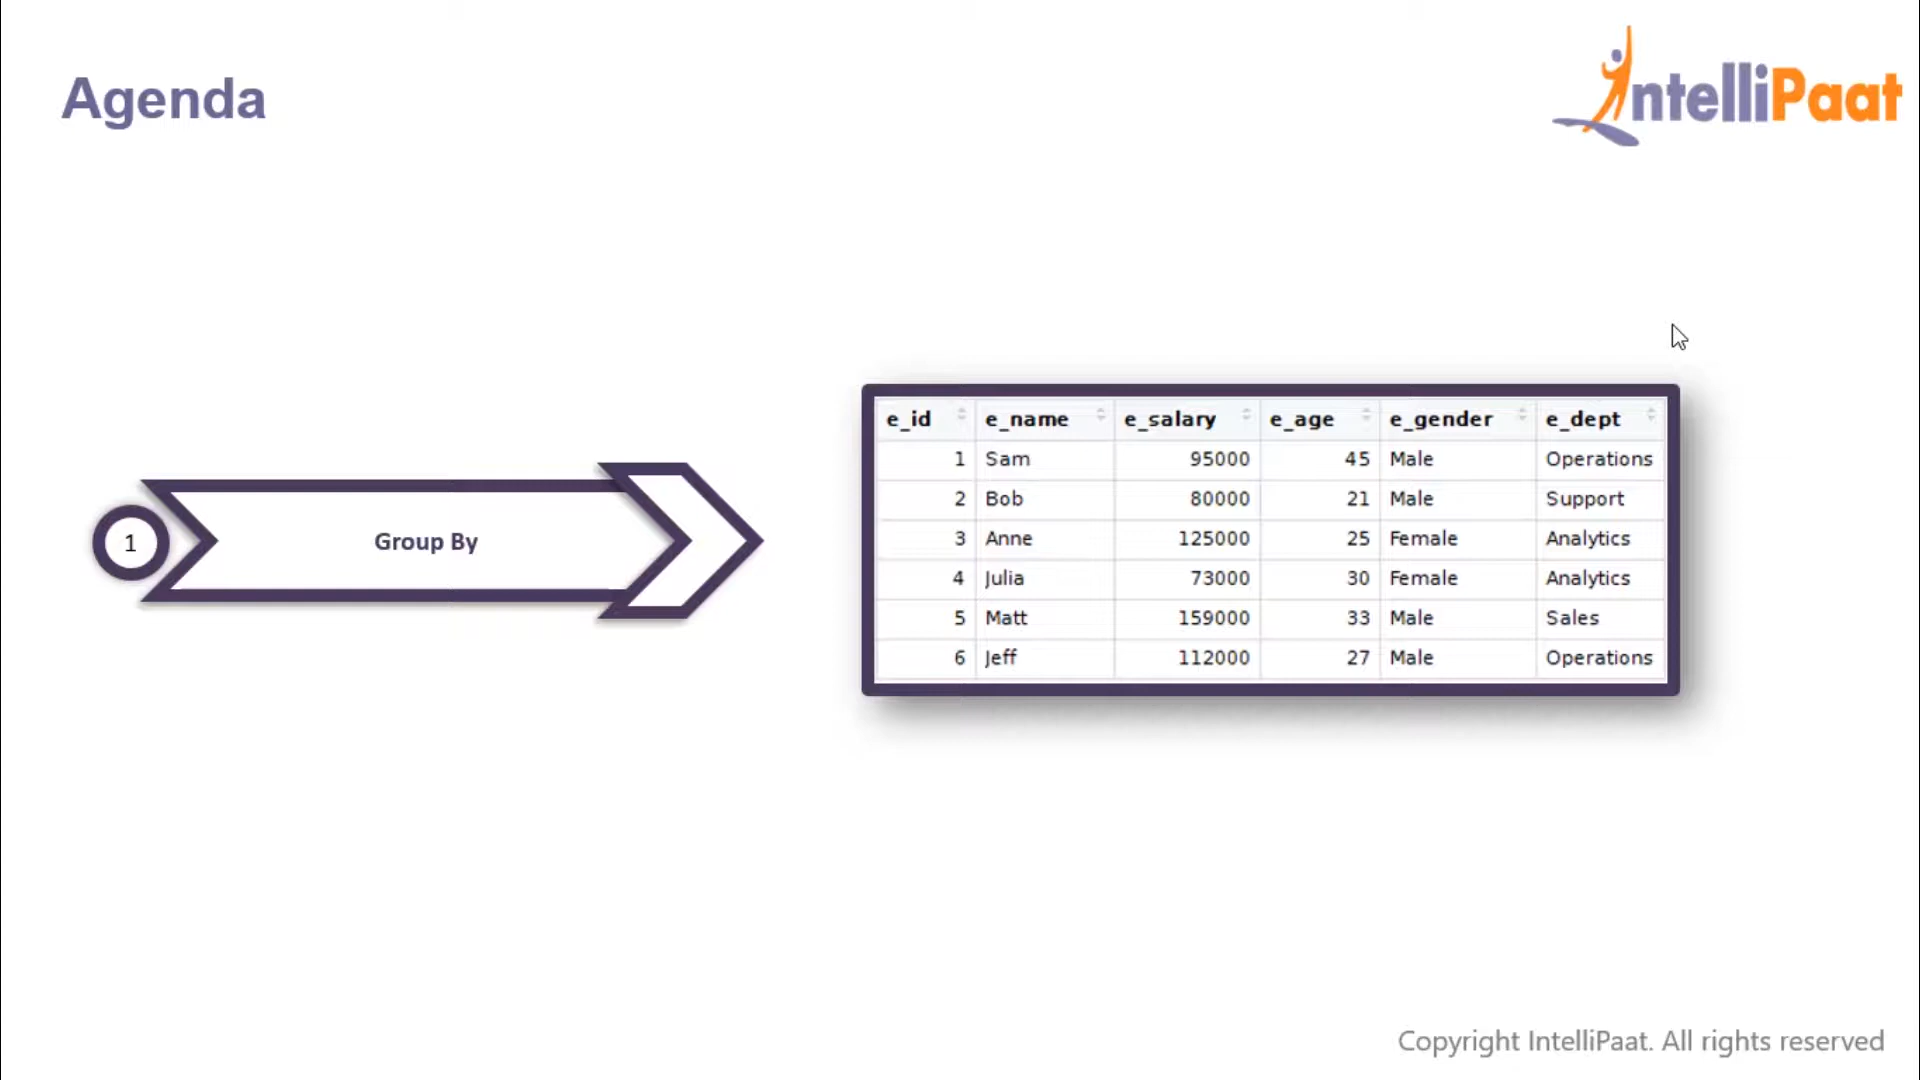 Agenda
IntelliPaat
1
Group By
e_id e_name e_salary e_age e_gender e_dept
1 Sam 95000 45 Male Operations
2 Bob 80000 21 Male Support
3 Anne 125000 25 Female Analytics
4 Julia 73000 30 Female Analytics
5 Matt 159000 33 Male Sales
6 Jeff 112000 27 Male Operations
Copyright IntelliPaat. All rights reserved